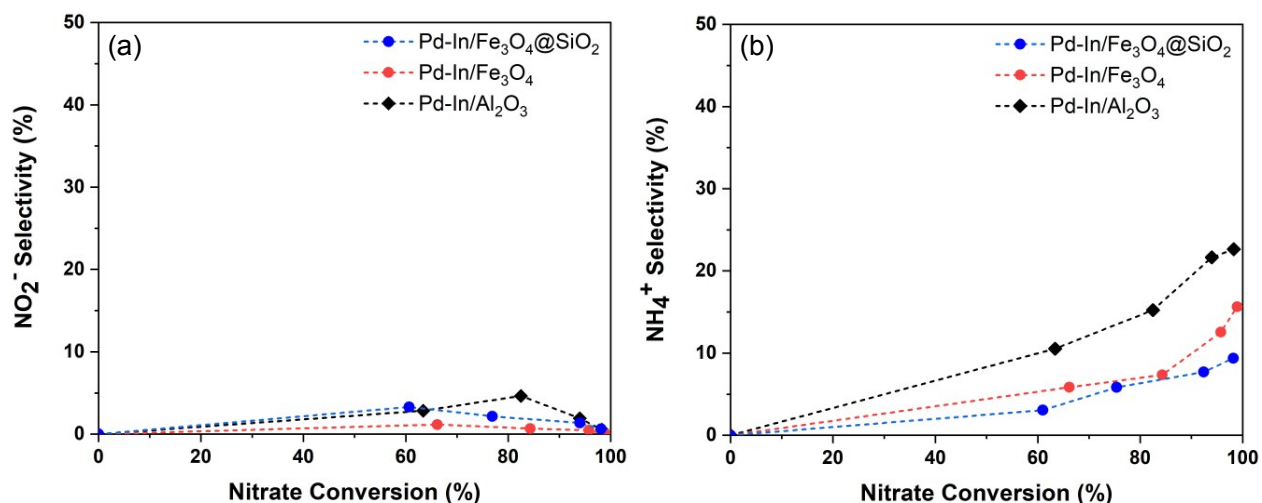 (a)
Pd-In/Fe₃O₄@SiO₂
Pd-In/Fe₃O₄
Pd-In/Al₂O₃
NO₂⁻ Selectivity (%)
50
40
30
20
10
0
0 20 40 60 80 100
Nitrate Conversion (%)
(b)
Pd-In/Fe₃O₄@SiO₂
Pd-In/Fe₃O₄
Pd-In/Al₂O₃
NH₄⁺ Selectivity (%)
50
40
30
20
10
0
0 20 40 60 80 100
Nitrate Conversion (%)